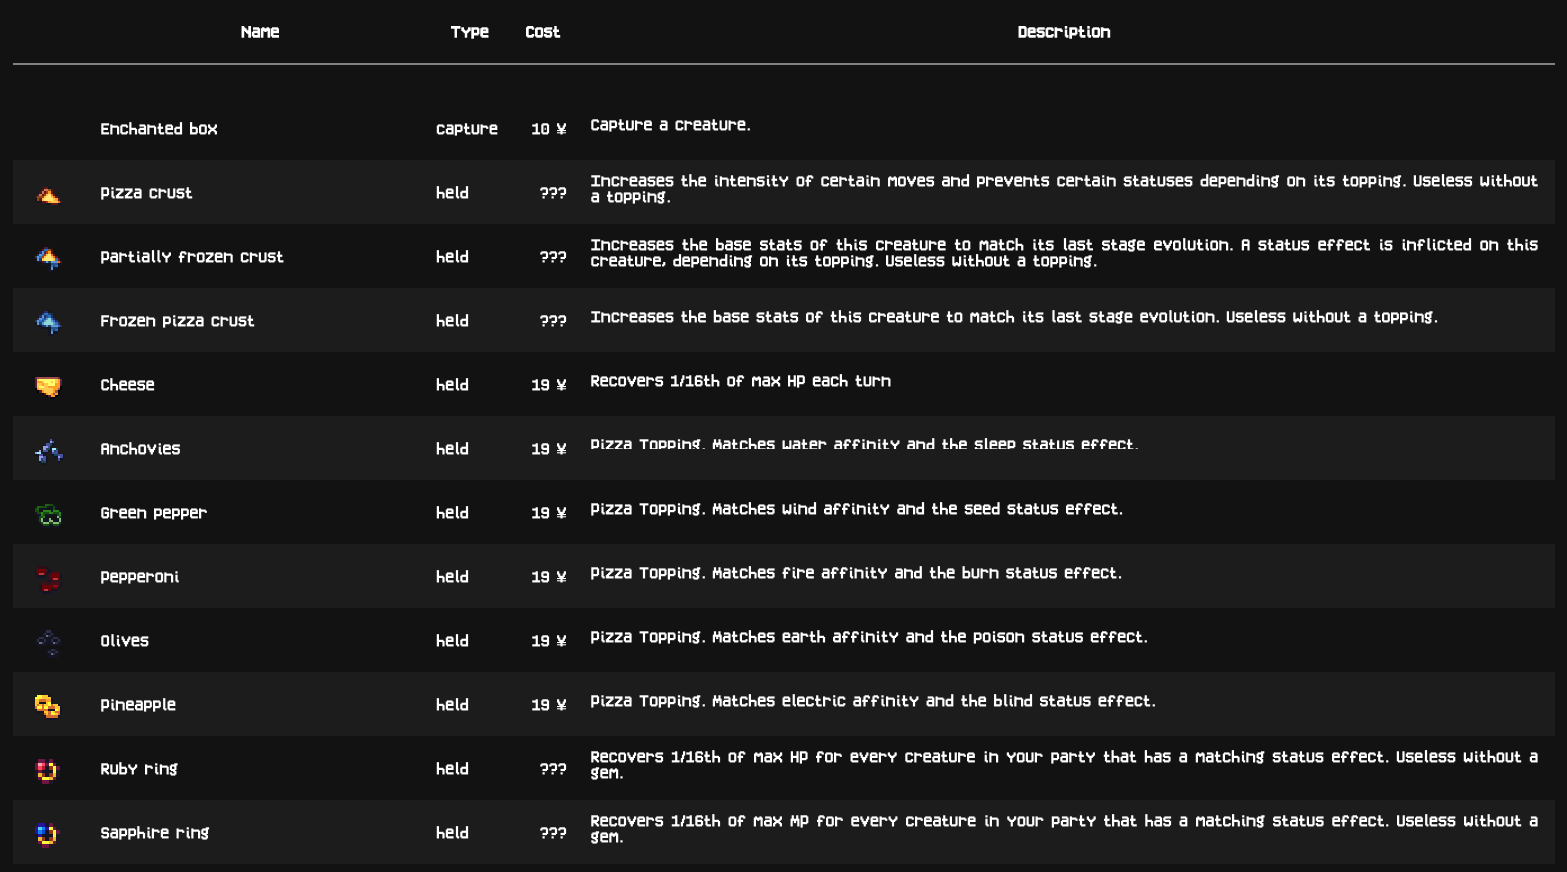 Name Type Cost Description
Enchanted box capture 10 ¥ Capture a creature.
Pizza crust held ??? Increases the intensity of certain moves and prevents certain statuses depending on its topping. Useless without
a topping.
Partially frozen crust held ??? Increases the base stats of this creature to match its last stage evolution. A status effect is inflicted on this
creature, depending on its topping. Useless without a topping.
Frozen pizza crust held ??? Increases the base stats of this creature to match its last stage evolution. Useless without a topping.
Cheese held 19 ¥ Recovers 1/16th of max HP each turn
Anchovies held 19 ¥ Pizza Topping. Matches water affinity and the sleep status effect.
Green pepper held 19 ¥ Pizza Topping. Matches wind affinity and the seed status effect.
Pepperoni held 19 ¥ Pizza Topping. Matches fire affinity and the burn status effect.
Olives held 19 ¥ Pizza Topping. Matches earth affinity and the poison status effect.
Pineapple held 19 ¥ Pizza Topping. Matches electric affinity and the blind status effect.
Ruby ring held ??? Recovers 1/16th of max HP for every creature in your party that has a matching status effect. Useless without a
gem.
Sapphire ring held ??? Recovers 1/16th of max MP for every creature in your party that has a matching status effect. Useless without a
gem.